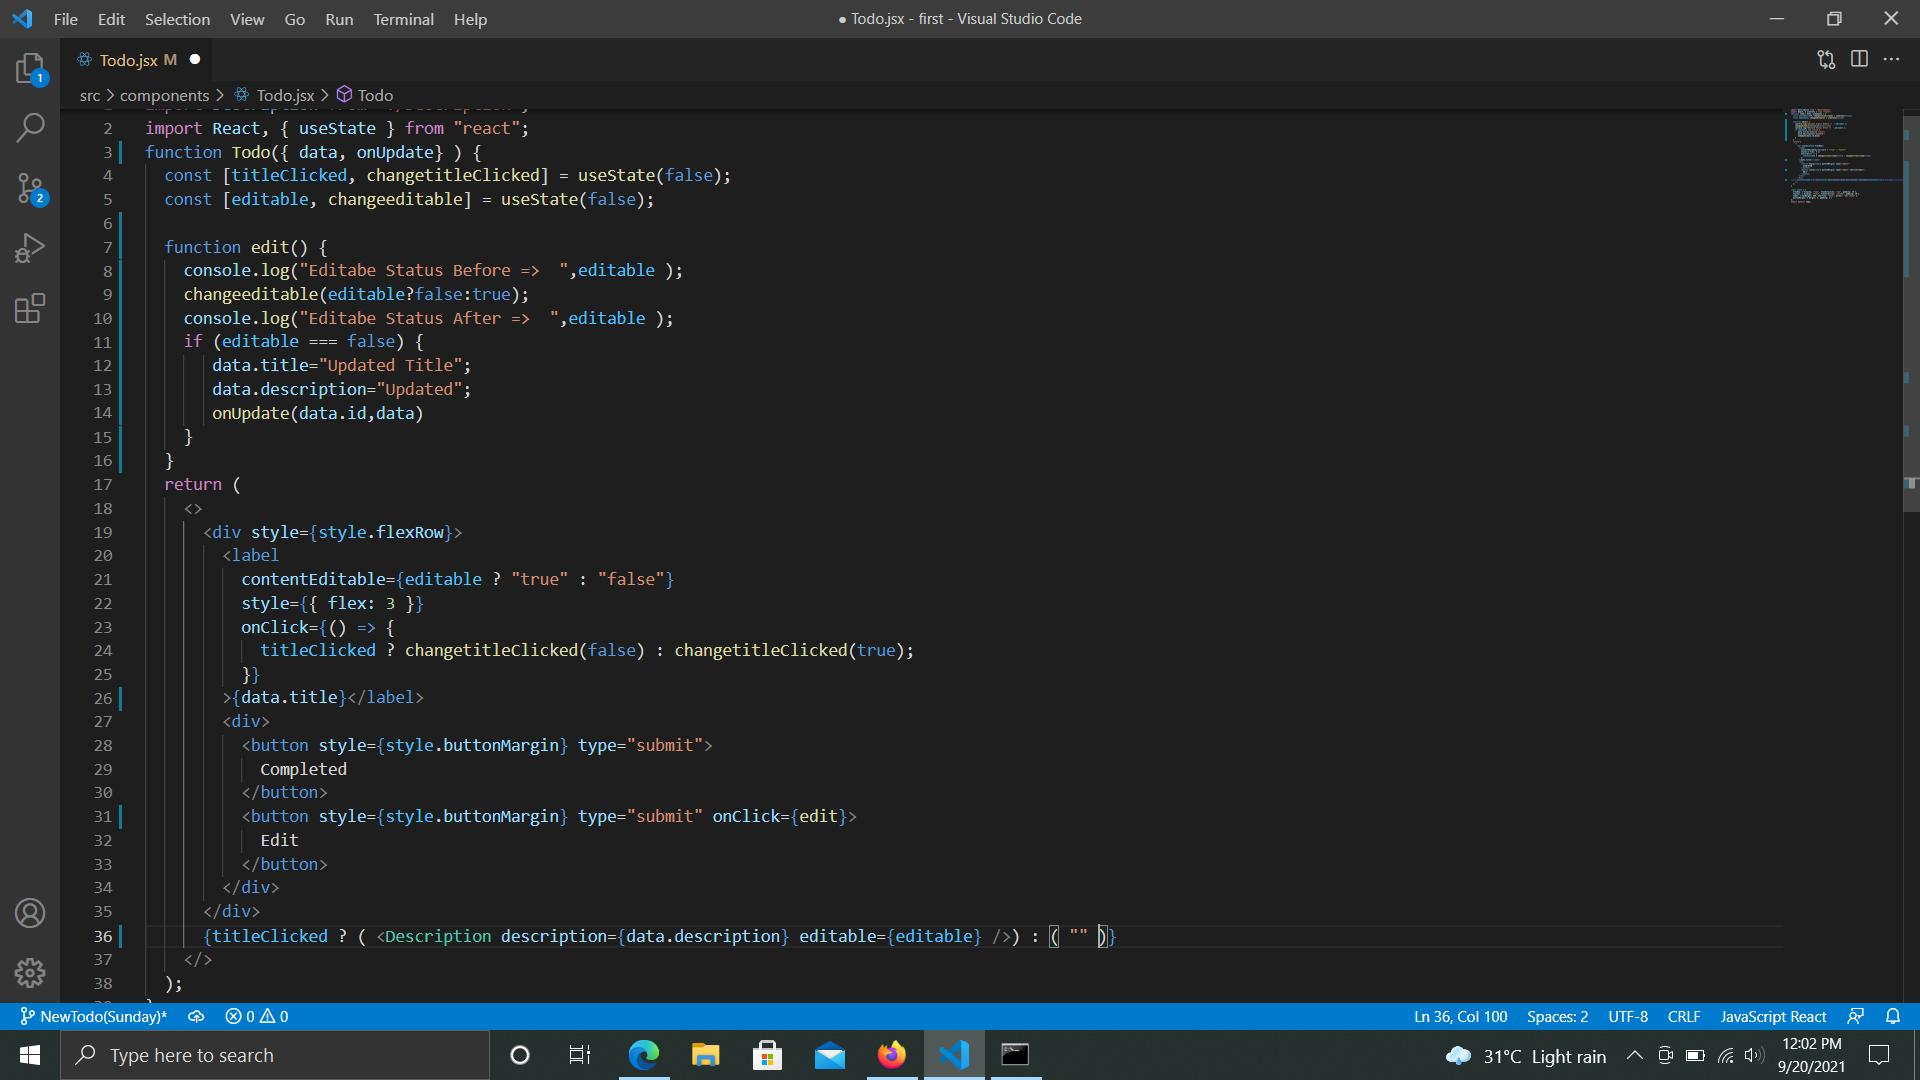 File Edit Selection View Go Run Terminal Help
● Todo.jsx - first - Visual Studio Code
Todo.jsx M
src > components > Todo.jsx > Todo
2 import React, { useState } from "react";
3 function Todo({ data, onUpdate} ) {
4 const [titleClicked, changetitleClicked] = useState(false);
5 const [editable, changeeditable] = useState(false);
6
7 function edit() {
8 console.log("Editabe Status Before =>  ",editable );
9 changeeditable(editable?false:true);
10 console.log("Editabe Status After =>  ",editable );
11 if (editable === false) {
12 data.title="Updated Title";
13 data.description="Updated";
14 onUpdate(data.id,data)
15 }
16 }
17 return (
18 <>
19 <div style={style.flexRow}>
20 <label
21 contentEditable={editable ? "true" : "false"}
22 style={{ flex: 3 }}
23 onClick={() => {
24 titleClicked ? changetitleClicked(false) : changetitleClicked(true);
25 }}
26 >{data.title}</label>
27 <div>
28 <button style={style.buttonMargin} type="submit">
29 Completed
30 </button>
31 <button style={style.buttonMargin} type="submit" onClick={edit}>
32 Edit
33 </button>
34 </div>
35 </div>
36 {titleClicked ? ( <Description description={data.description} editable={editable} />) : ( "" )}
37 </>
38 );
1
2
NewTodo(Sunday)* 0 0
Ln 36, Col 100 Spaces: 2 UTF-8 CRLF JavaScript React
Type here to search
31°C Light rain
12:02 PM
9/20/2021